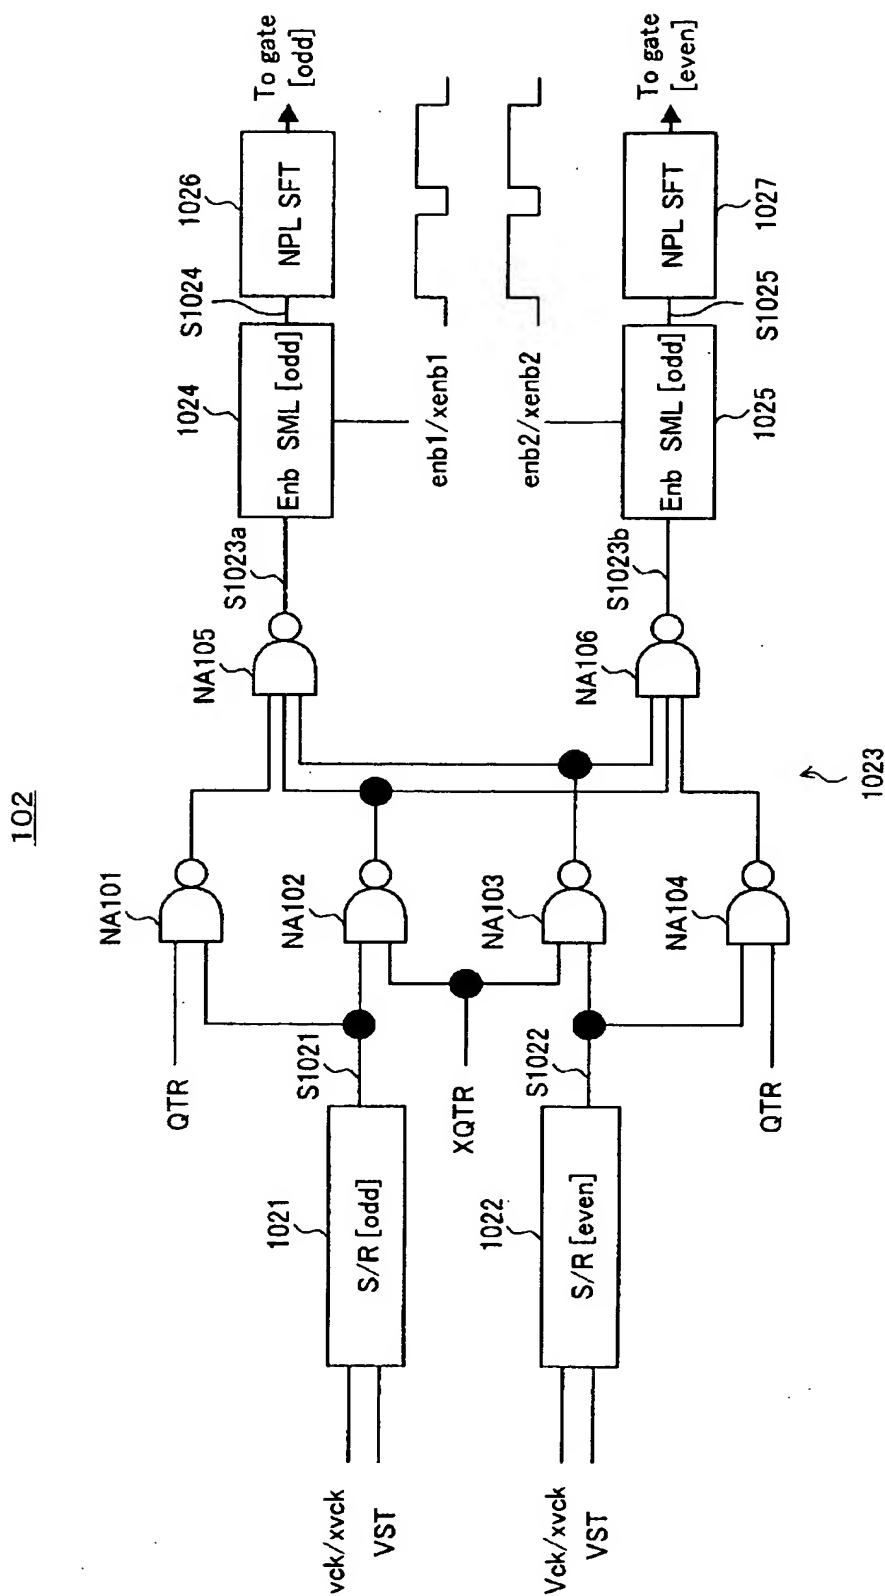 102
vck/xvck
VST
1021
S/R [odd]
S1021
QTR
NA101
NA102
XQTR
Vck/xvck
VST
1022
S/R [even]
S1022
NA103
NA104
QTR
1023
NA105
S1023a
1024
Enb SML [odd]
S1024
1026
NPL SFT
To gate
[odd]
enb1/xenb1
enb2/xenb2
NA106
S1023b
Enb SML [odd]
1025
S1025
NPL SFT
1027
To gate
[even]